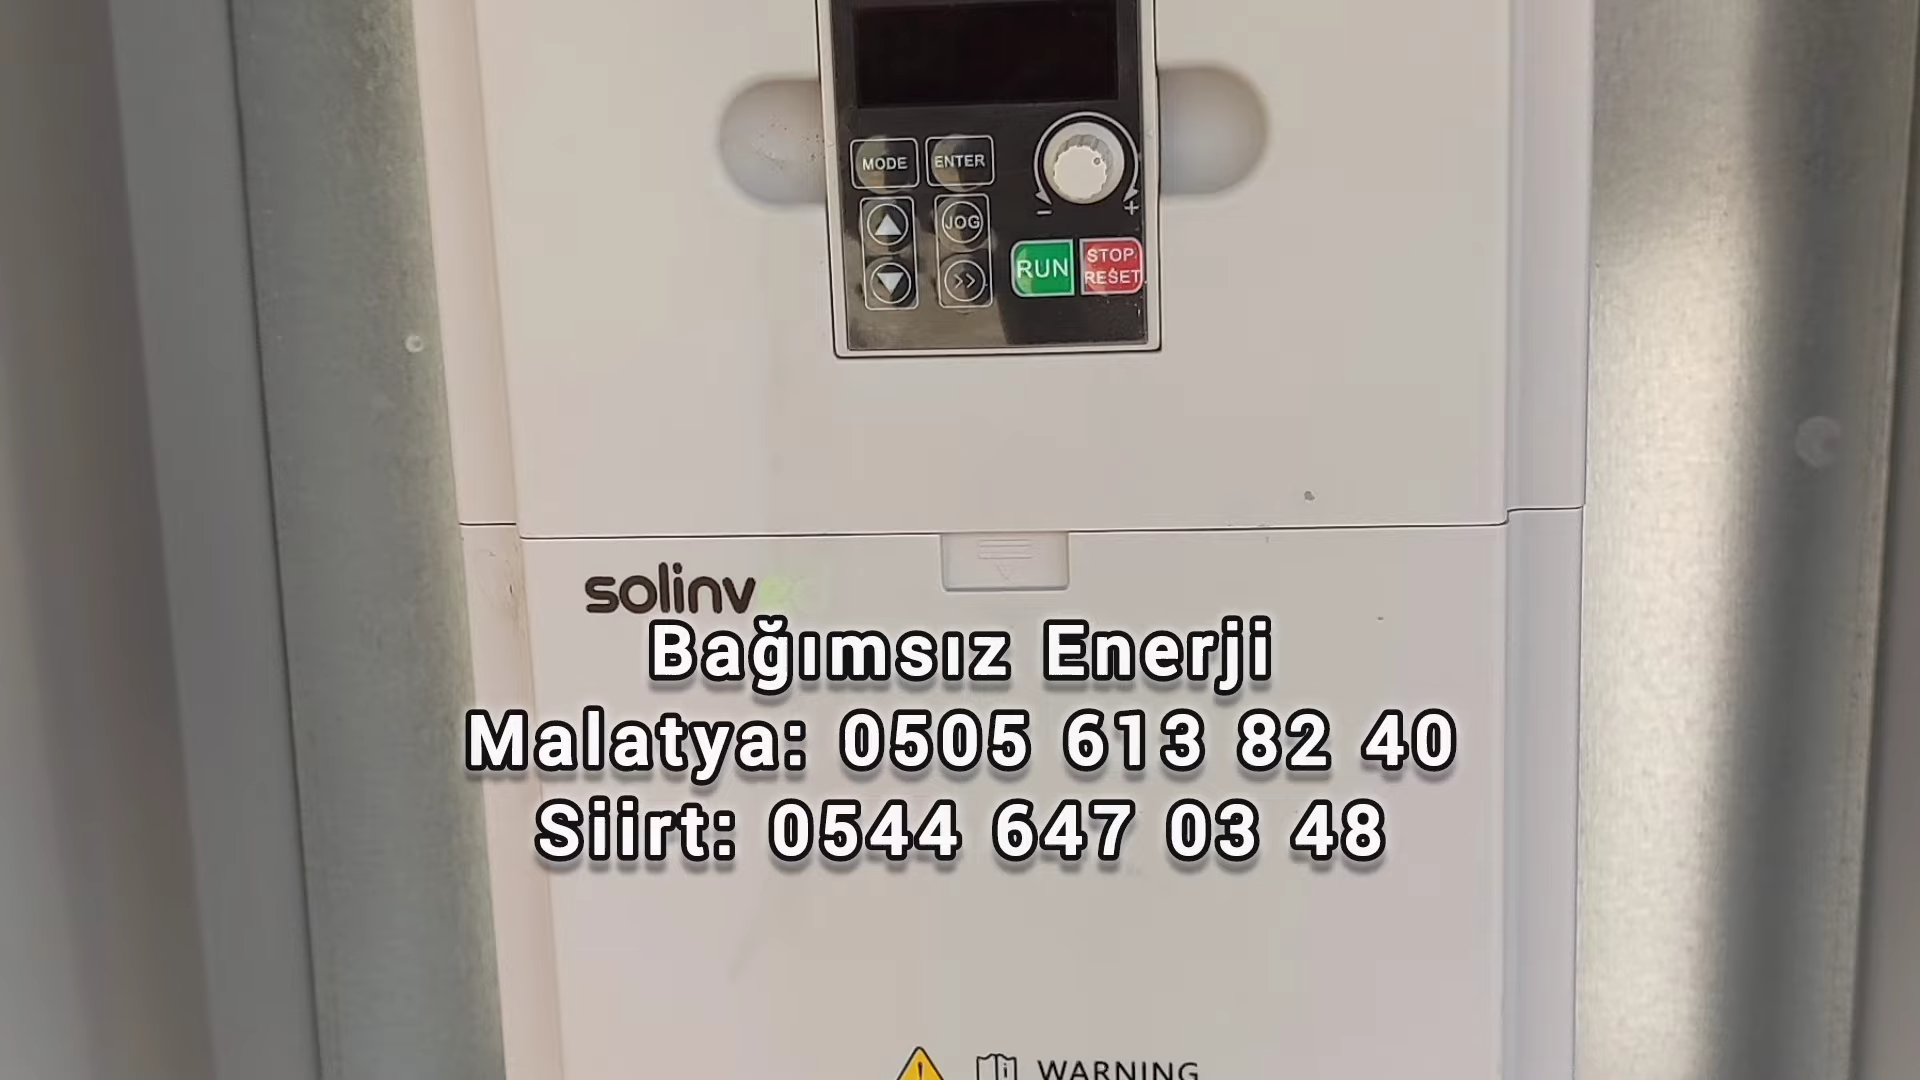 MODE ENTER
JOG
>>
- +
RUN STOP
RESET
solinved
Bağımsız Enerji
Malatya: 0505 613 82 40
Siirt: 0544 647 03 48
WARNING